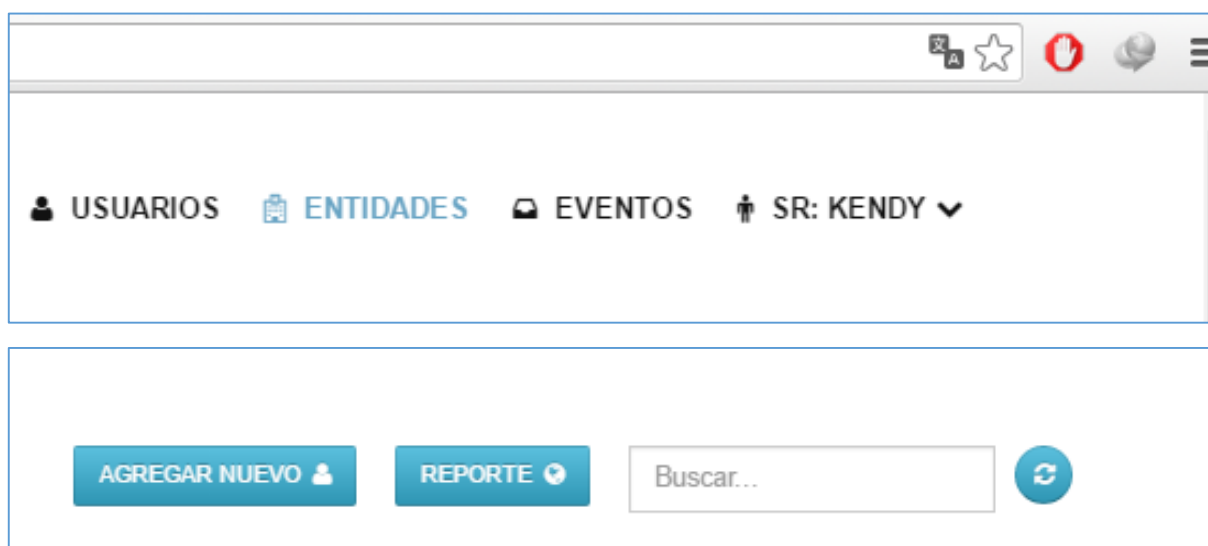 USUARIOS ENTIDADES EVENTOS SR: KENDY
AGREGAR NUEVO REPORTE Buscar...